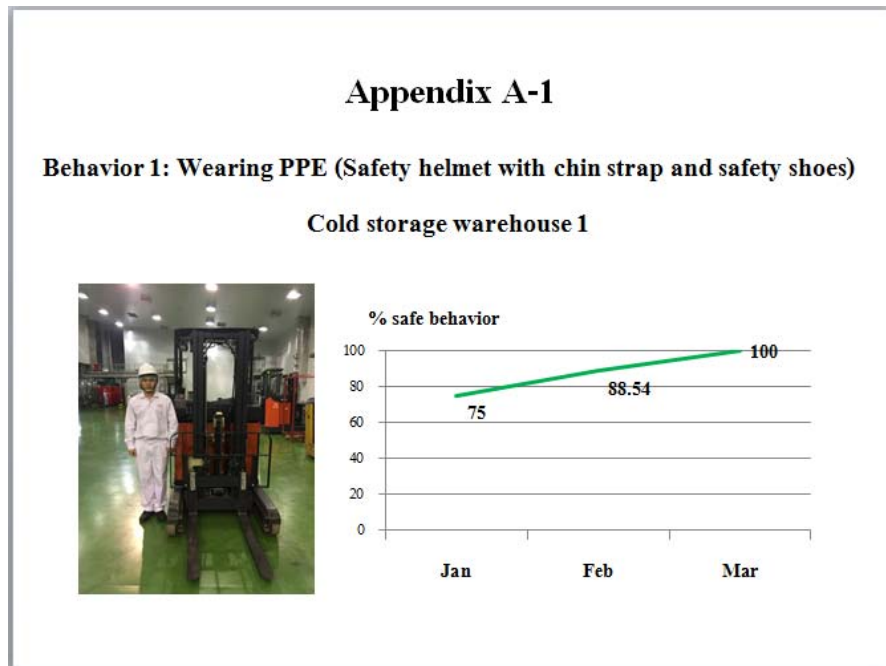 Appendix A-1
Behavior 1: Wearing PPE (Safety helmet with chin strap and safety shoes)
Cold storage warehouse 1
% safe behavior
100
80
60
40
20
0
75
88.54
100
Jan Feb Mar